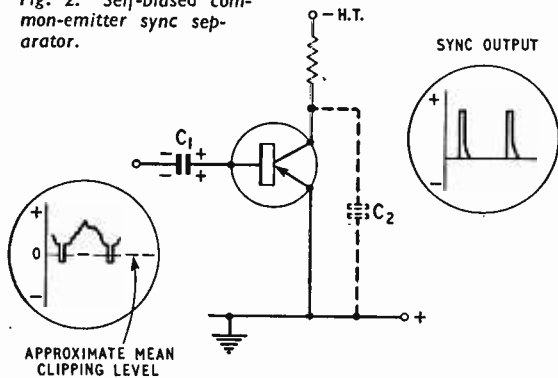 Fig. 2. Self-biased com-
mon-emitter sync sep-
arator.
– H.T.
SYNC OUTPUT
+
–
C1
– +
– +
C2
+
0
–
+
APPROXIMATE MEAN
CLIPPING LEVEL